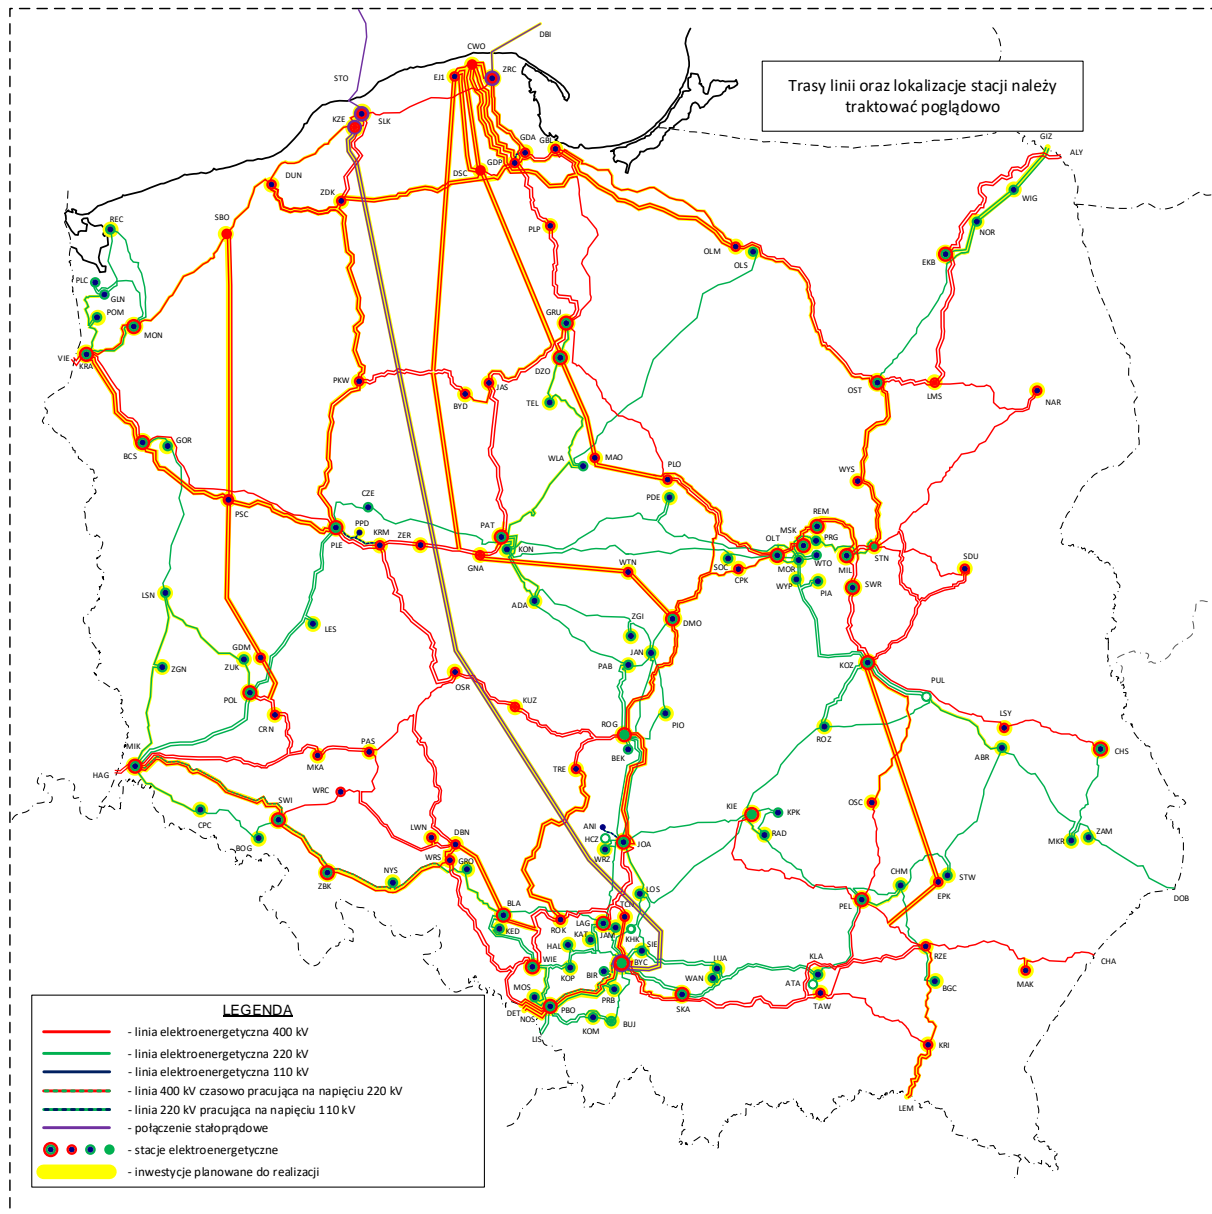 DBI
CWO
STO
EJ1
ZRC
Trasy linii oraz lokalizacje stacji należy
traktować poglądowo
KZE
SLK
GIZ
ALY
GDA
GBL
GDP
DSC
DUN
ZDK
WIG
SBO
REC
PLP
NOR
OLM
OLS
EKB
PLC
GLN
POM
MON
GRU
VIE
KRA
DZO
PKW
JAS
BYD
TEL
OST
LMS
NAR
BCS
GOR
WLA
MAO
PLO
WYS
CZE
PDE
PSC
PPD
PLE
KRM
ZER
PAT
KON
GNA
REM
MSK
OLT
PRG
MOR
WTO
MIL
STN
SOC
CPK
WYP
PIA
SWR
SDU
WTN
LSN
ADA
LES
ZGI
DMO
GDM
ZUK
ZGN
JAN
PAB
KOZ
POL
OSR
PUL
KUZ
CRN
PIO
ROG
ROZ
LSY
MIK
HAG
PAS
MKA
BEK
TRE
ABR
CHS
WRC
SWI
CPC
BOG
OSC
KIE
KPK
RAD
ANI
HCZ
WRZ
JOA
LWN
DBN
WRS
GRO
MKR
ZAM
ZBK
NYS
CHM
STW
EPK
DOB
BLA
KED
LOS
TCN
LAG
ROK
JAM
KAT
KHK
HAL
SIE
PEL
WIE
KOP
BIR
BYC
LUA
WAN
KLA
ATA
RZE
CHA
MAK
BGC
MOS
DET
NOS
PBO
PRB
SKA
TAW
KOM
BUJ
LIS
KRI
LEM
LEGENDA
- linia elektroenergetyczna 400 kV
- linia elektroenergetyczna 220 kV
- linia elektroenergetyczna 110 kV
- linia 400 kV czasowo pracująca na napięciu 220 kV
- linia 220 kV pracująca na napięciu 110 kV
- połączenie stałoprądowe
- stacje elektroenergetyczne
- inwestycje planowane do realizacji